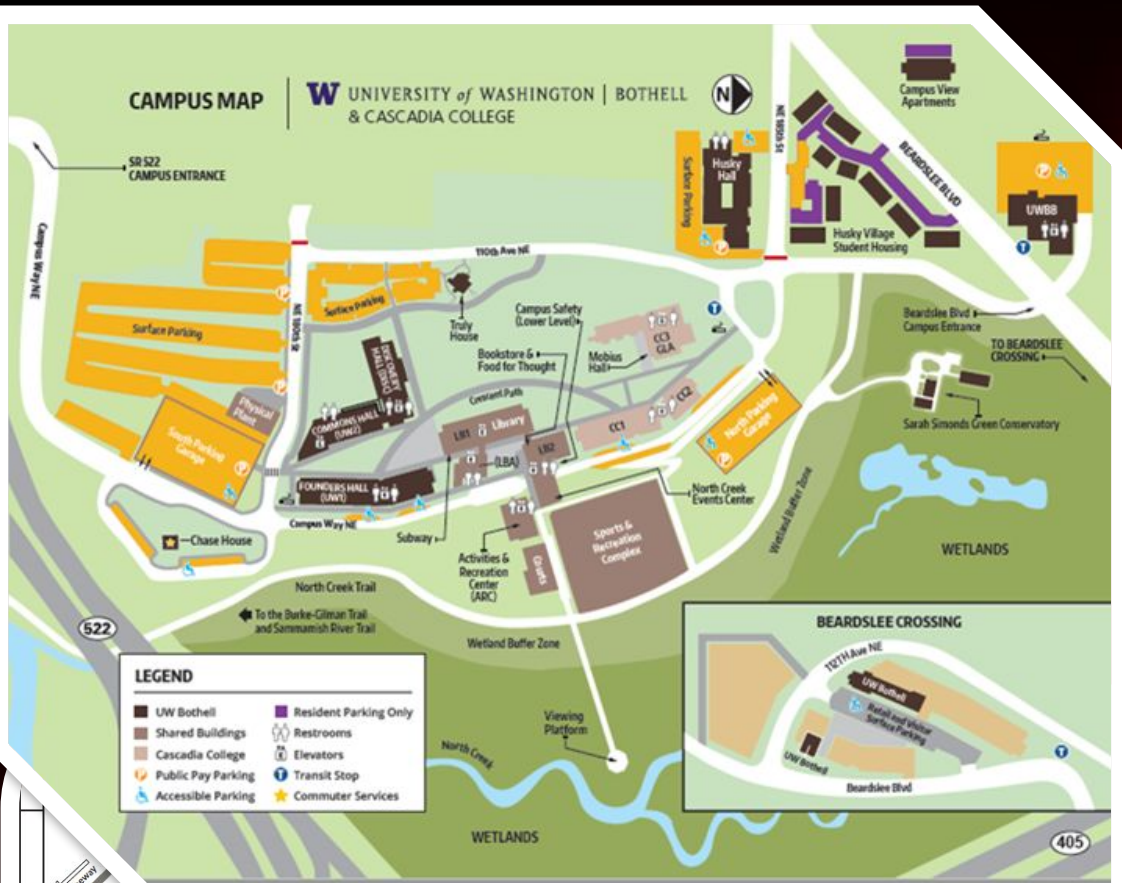 CAMPUS MAP
W UNIVERSITY of WASHINGTON | BOTHELL
& CASCADIA COLLEGE
N
Campus View
Apartments
SR 522
CAMPUS ENTRANCE
Campus Way NE
NE 185th St
BEARDSLEE BLVD
Surface Parking
Husky
Hall
UWBB
Husky Village
Student Housing
110th Ave NE
NE 180th St
Surface Parking
Surface Parking
Truly
House
Campus Safety
(Lower Level)
Bookstore &
Food for Thought
Mobius
Hall
CC3
GLA
Beardslee Blvd
Campus Entrance
TO BEARDSLEE
CROSSING
Sarah Simonds Green Conservatory
Physical
Plant
DISCOVERY
HALL
COMMONS HALL
(UW2)
Crescent Path
LB1
Library
LB2
(LBA)
CC1
CC2
North Parking
Garage
South Parking
Garage
FOUNDERS HALL
(UW1)
Campus Way NE
Subway
North Creek
Events Center
Wetland Buffer Zone
WETLANDS
Chase House
Activities &
Recreation
Center
(ARC)
Courts
Sports &
Recreation
Complex
North Creek Trail
To the Burke-Gilman Trail
and Sammamish River Trail
522
Wetland Buffer Zone
Viewing
Platform
North Creek
WETLANDS
LEGEND
UW Bothell
Shared Buildings
Cascadia College
P Public Pay Parking
Accessible Parking
Resident Parking Only
Restrooms
Elevators
T Transit Stop
Commuter Services
BEARDSLEE CROSSING
112TH Ave NE
UW Bothell
Retail and Visitor
Surface Parking
UW Bothell
Beardslee Blvd
405